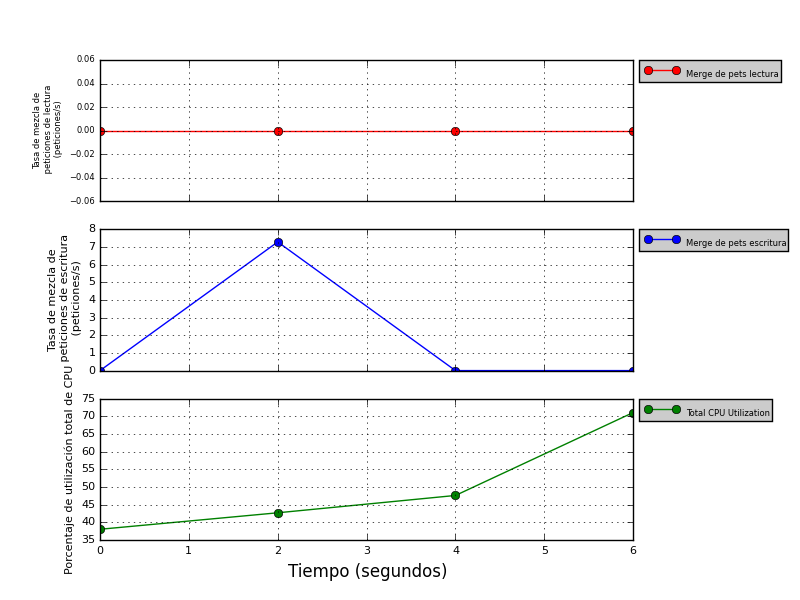 Tasa de mezcla de
peticiones de lectura
(peticiones/s)
0.06
0.04
0.02
0.00
−0.02
−0.04
−0.06
Merge de pets lectura
Tasa de mezcla de
peticiones de escritura
(peticiones/s)
8
7
6
5
4
3
2
1
0
Merge de pets escritura
Porcentaje de utilización total de CPU
75
70
65
60
55
50
45
40
35
Total CPU Utilization
0 1 2 3 4 5 6
Tiempo (segundos)